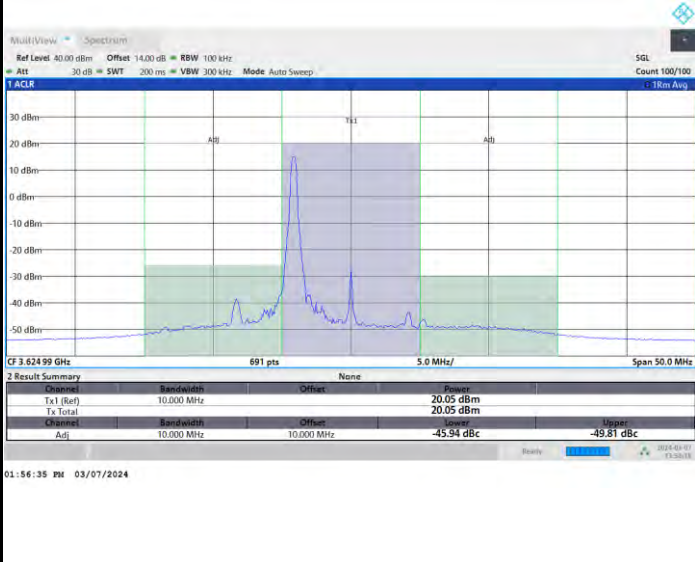 MultiView Spectrum
Ref Level 40.00 dBm Offset 14.00 dB RBW 100 kHz SGL
Att 30 dB SWT 200 ms VBW 300 kHz Mode Auto Sweep Count 100/100
1 ACLR 1Rm Avg
30 dBm
Tx1
20 dBm
Adj Adj
10 dBm
0 dBm
-10 dBm
-20 dBm
-30 dBm
-40 dBm
-50 dBm
CF 3.624 99 GHz 691 pts 5.0 MHz/ Span 50.0 MHz
2 Result Summary None
Channel Bandwidth Offset Power
Tx1 (Ref) 10.000 MHz 20.05 dBm
Tx Total 20.05 dBm
Channel Bandwidth Offset Lower Upper
Adj 10.000 MHz 10.000 MHz -45.94 dBc -49.81 dBc
Ready
01:56:35 PM 03/07/2024